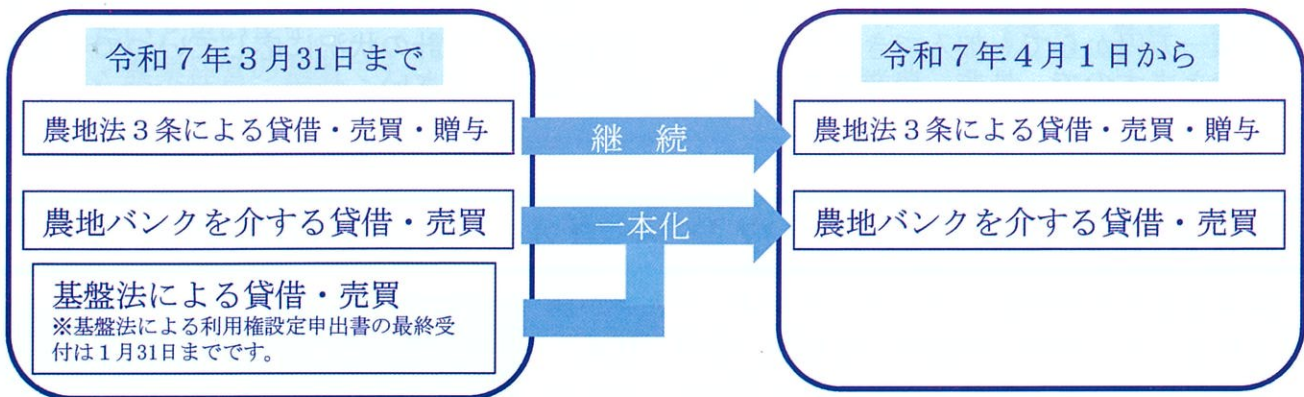 令和７年３月31日まで
農地法３条による貸借・売買・贈与
農地バンクを介する貸借・売買
基盤法による貸借・売買
※基盤法による利用権設定申出書の最終受
付は１月31日までです。
継　続
一本化
令和７年４月１日から
農地法３条による貸借・売買・贈与
農地バンクを介する貸借・売買